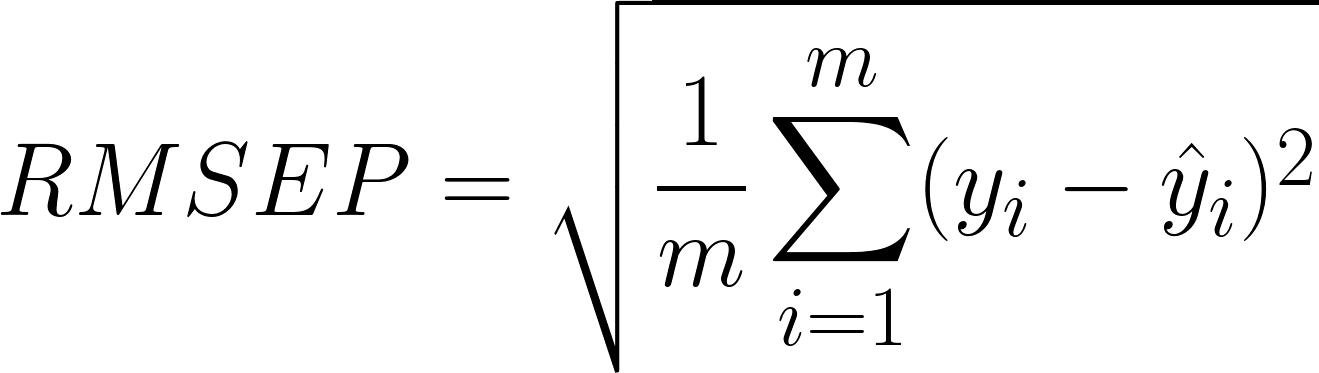 RMSEP = \sqrt{\frac{1}{m} \sum_{i=1}^{m} (y_i - \hat{y}_i)^2}